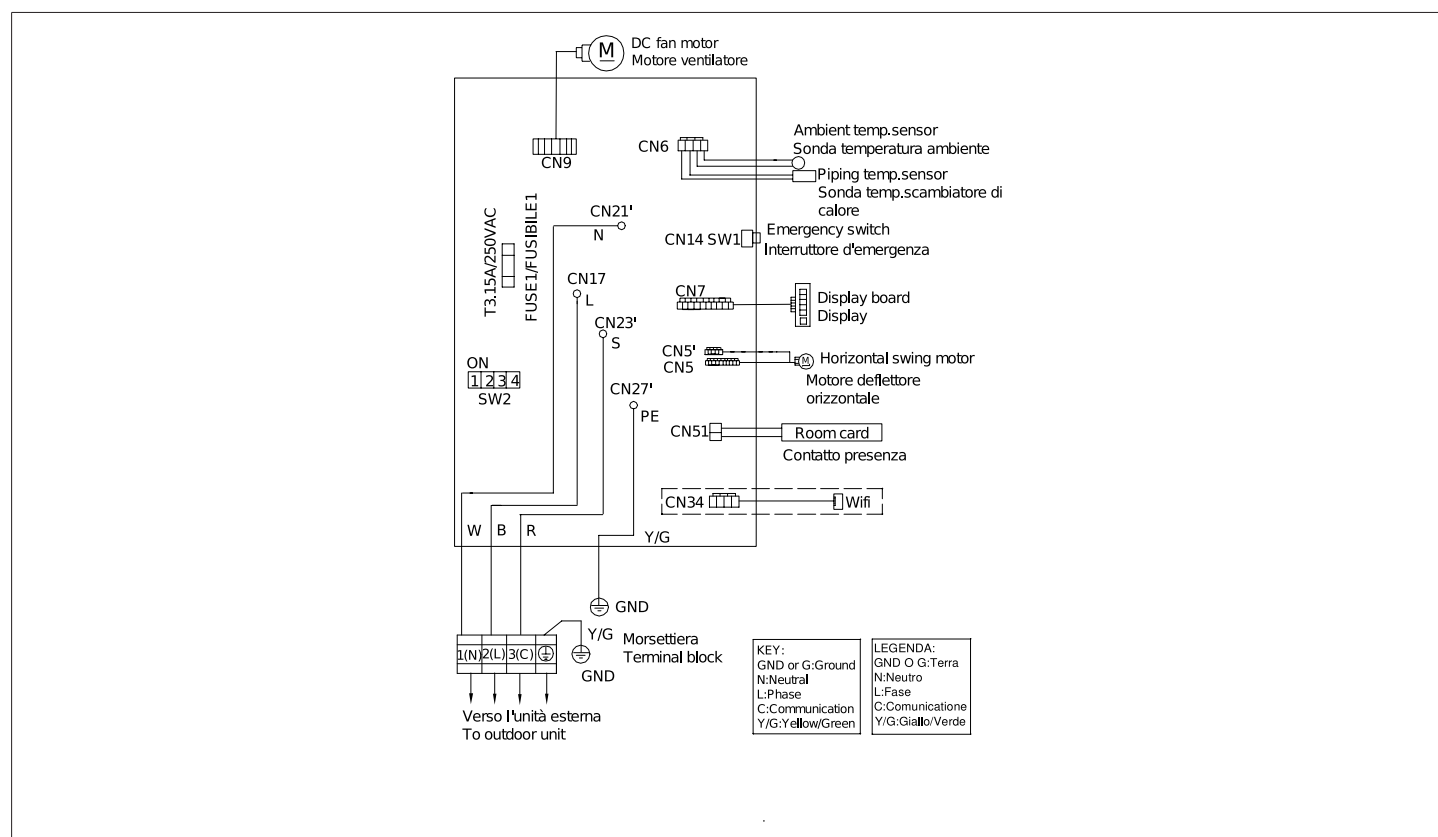 M
DC fan motor
Motore ventilatore
CN9
CN6
Ambient temp.sensor
Sonda temperatura ambiente
Piping temp.sensor
Sonda temp.scambiatore di
calore
T3.15A/250VAC
FUSE1/FUSIBILE1
CN21'
N
CN14 SW1
Emergency switch
Interruttore d'emergenza
CN17
L
CN7
Display board
Display
CN23'
S
CN5'
CN5
M
Horizontal swing motor
Motore deflettore
orizzontale
ON
1 2 3 4
SW2
CN27'
PE
CN51
Room card
Contatto presenza
CN34
Wifi
W B R
Y/G
GND
Y/G
GND
Morsettiera
Terminal block
1(N) 2(L) 3(C)
Verso l'unità esterna
To outdoor unit
KEY:
GND or G:Ground
N:Neutral
L:Phase
C:Communication
Y/G:Yellow/Green
LEGENDA:
GND O G:Terra
N:Neutro
L:Fase
C:Comunicatione
Y/G:Giallo/Verde